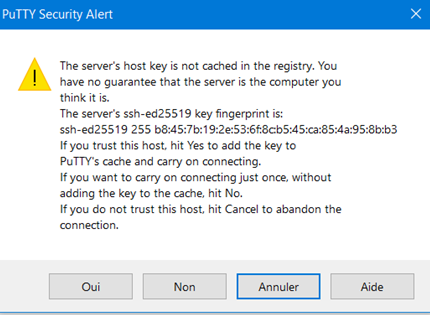 PuTTY Security Alert
The server's host key is not cached in the registry. You
have no guarantee that the server is the computer you
think it is.
The server's ssh-ed25519 key fingerprint is:
ssh-ed25519 255 b8:45:7b:19:2e:53:6f:8c:b5:45:ca:85:4a:95:8b:b3
If you trust this host, hit Yes to add the key to
PuTTY's cache and carry on connecting.
If you want to carry on connecting just once, without
adding the key to the cache, hit No.
If you do not trust this host, hit Cancel to abandon the
connection.
Oui
Non
Annuler
Aide